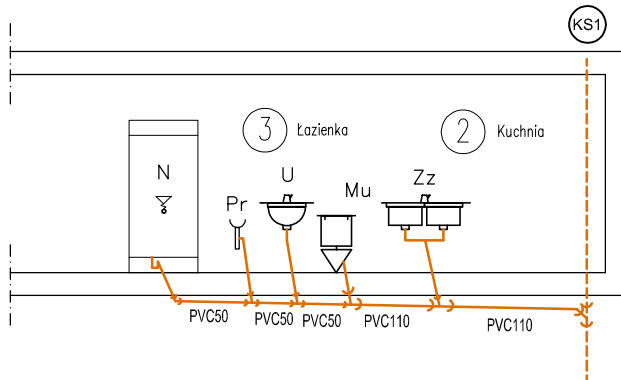 KS1
3 Łazienka
2 Kuchnia
N
Pr
U
Mu
Zz
PVC50
PVC50
PVC50
PVC110
PVC110